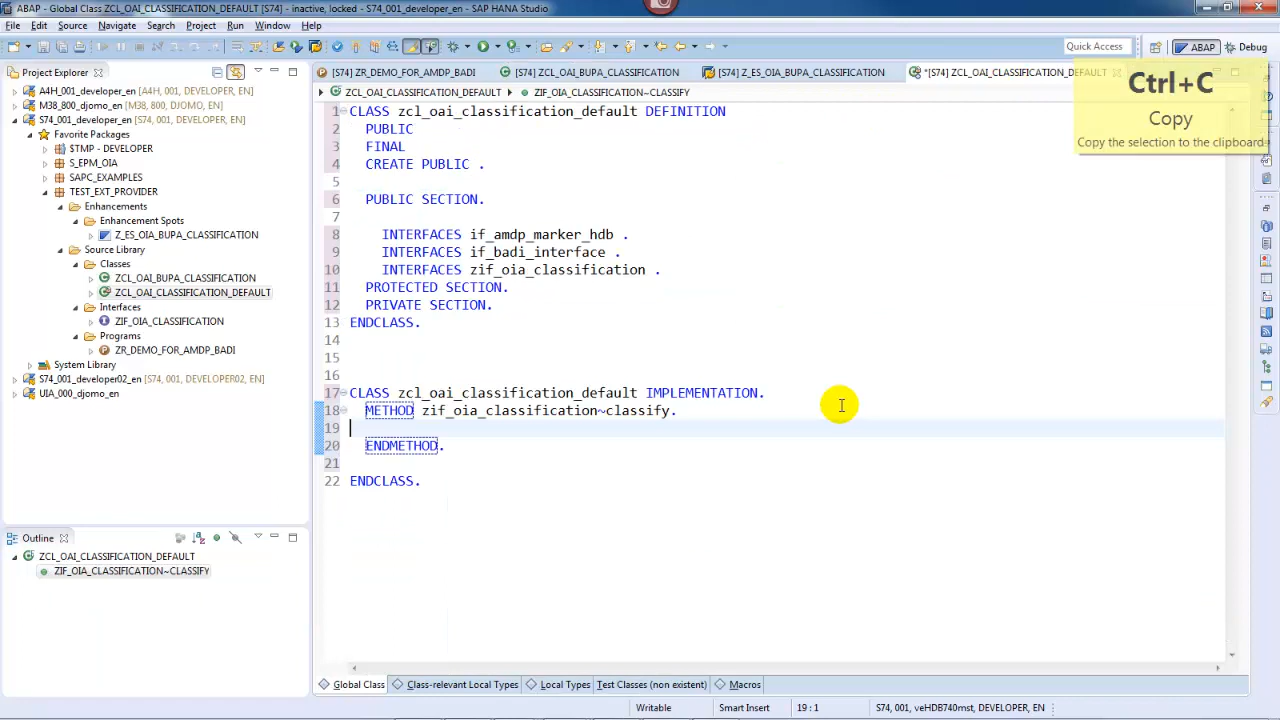 ABAP - Global Class ZCL_OAI_CLASSIFICATION_DEFAULT [S74] - inactive, locked - SAP HANA Studio
File Edit Source Navigate Search Project Run Window Help
Quick Access
ABAP
Debug
Project Explorer
[S74] ZR_DEMO_FOR_AMDP_BADI
[S74] ZCL_OAI_BUPA_CLASSIFICATION
[S74] Z_ES_OIA_BUPA_CLASSIFICATION
*[S74] ZCL_OAI_CLASSIFICATION_DEFAULT
Ctrl+C
Copy
Copy the selection to the clipboard
A4H_001_developer_en [A4H, 001, DEVELOPER, EN]
M38_800_djomo_en [M38, 800, DJOMO, EN]
S74_001_developer_en [S74, 001, DEVELOPER, EN]
Favorite Packages
$TMP - DEVELOPER
S_EPM_OIA
SAPC_EXAMPLES
TEST_EXT_PROVIDER
Enhancements
Enhancement Spots
Z_ES_OIA_BUPA_CLASSIFICATION
Source Library
Classes
ZCL_OAI_BUPA_CLASSIFICATION
ZCL_OAI_CLASSIFICATION_DEFAULT
Interfaces
ZIF_OIA_CLASSIFICATION
Programs
ZR_DEMO_FOR_AMDP_BADI
System Library
S74_001_developer02_en [S74, 001, DEVELOPER02, EN]
UIA_000_djomo_en
ZCL_OAI_CLASSIFICATION_DEFAULT
ZIF_OIA_CLASSIFICATION~CLASSIFY
1 CLASS zcl_oai_classification_default DEFINITION
2 PUBLIC
3 FINAL
4 CREATE PUBLIC .
5
6 PUBLIC SECTION.
7
8 INTERFACES if_amdp_marker_hdb .
9 INTERFACES if_badi_interface .
10 INTERFACES zif_oia_classification .
11 PROTECTED SECTION.
12 PRIVATE SECTION.
13 ENDCLASS.
14
15
16
17 CLASS zcl_oai_classification_default IMPLEMENTATION.
18 METHOD zif_oia_classification~classify.
19
20 ENDMETHOD.
21
22 ENDCLASS.
Outline
ZCL_OAI_CLASSIFICATION_DEFAULT
ZIF_OIA_CLASSIFICATION~CLASSIFY
Global Class
Class-relevant Local Types
Local Types
Test Classes (non existent)
Macros
Writable
Smart Insert
19 : 1
S74, 001, veHDB740mst, DEVELOPER, EN